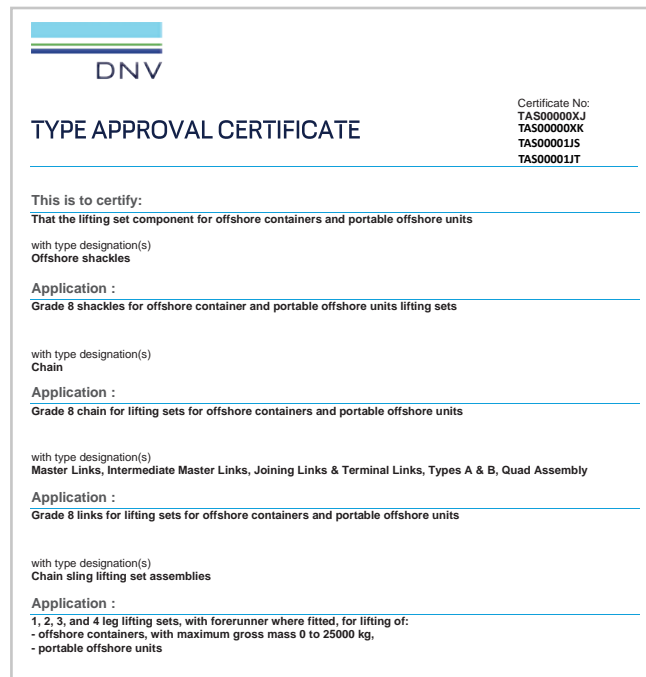 DNV
Certificate No:
TAS00000XJ
TYPE APPROVAL CERTIFICATE
TAS00000XK
TAS00001JS
TAS00001JT
This is to certify:
That the lifting set component for offshore containers and portable offshore units
with type designation(s)
Offshore shackles
Application :
Grade 8 shackles for offshore container and portable offshore units lifting sets
with type designation(s)
Chain
Application :
Grade 8 chain for lifting sets for offshore containers and portable offshore units
with type designation(s)
Master Links, Intermediate Master Links, Joining Links & Terminal Links, Types A & B, Quad Assembly
Application :
Grade 8 links for lifting sets for offshore containers and portable offshore units
with type designation(s)
Chain sling lifting set assemblies
Application :
1, 2, 3, and 4 leg lifting sets, with forerunner where fitted, for lifting of:
- offshore containers, with maximum gross mass 0 to 25000 kg,
- portable offshore units